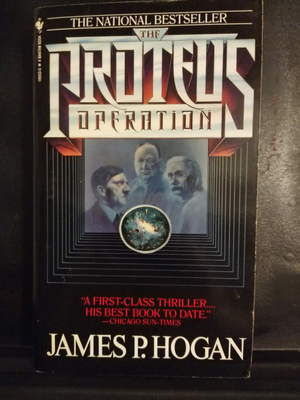 THE NATIONAL BESTSELLER
THE
PROTEUS
OPERATION
"A FIRST-CLASS THRILLER....
HIS BEST BOOK TO DATE."
—CHICAGO SUN-TIMES
JAMES P. HOGAN